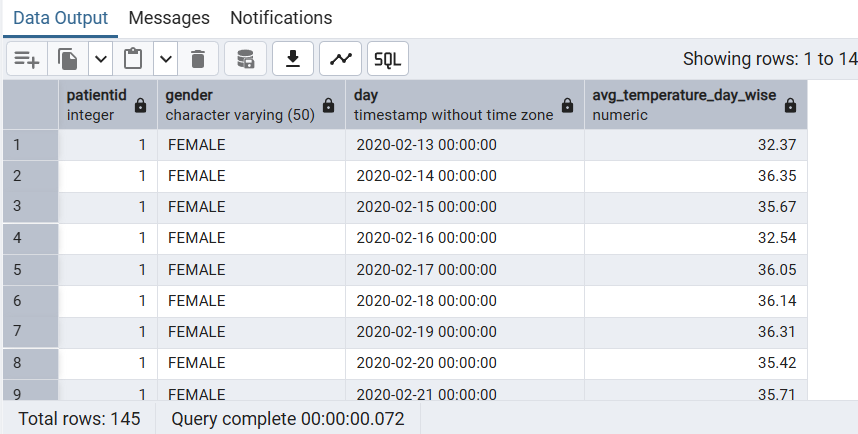 Data Output Messages Notifications
SQL Showing rows: 1 to 14
patientid gender day avg_temperature_day_wise
integer character varying (50) timestamp without time zone numeric
1 1 FEMALE 2020-02-13 00:00:00 32.37
2 1 FEMALE 2020-02-14 00:00:00 36.35
3 1 FEMALE 2020-02-15 00:00:00 35.67
4 1 FEMALE 2020-02-16 00:00:00 32.54
5 1 FEMALE 2020-02-17 00:00:00 36.05
6 1 FEMALE 2020-02-18 00:00:00 36.14
7 1 FEMALE 2020-02-19 00:00:00 36.31
8 1 FEMALE 2020-02-20 00:00:00 35.42
9 1 FEMALE 2020-02-21 00:00:00 35.71
Total rows: 145 Query complete 00:00:00.072